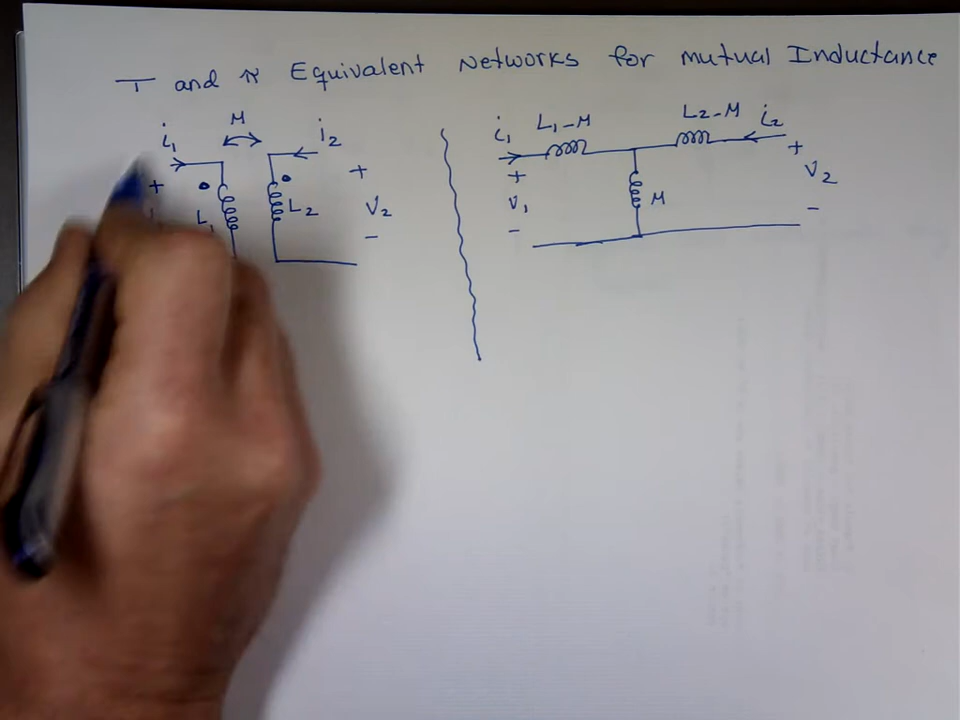 T and π Equivalent Networks for mutual Inductance
M L₁-M L₂-M
i₁ i₂ i₁ i₂
+ + + +
L₁ L₂ V₂ V₁ M V₂
- - -